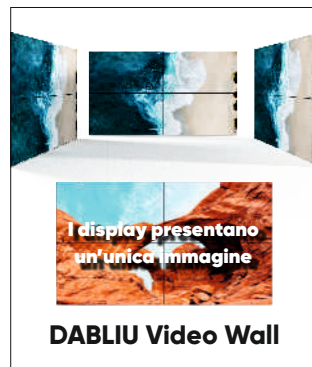 I display presentano
un'unica immagine
DABLIU Video Wall